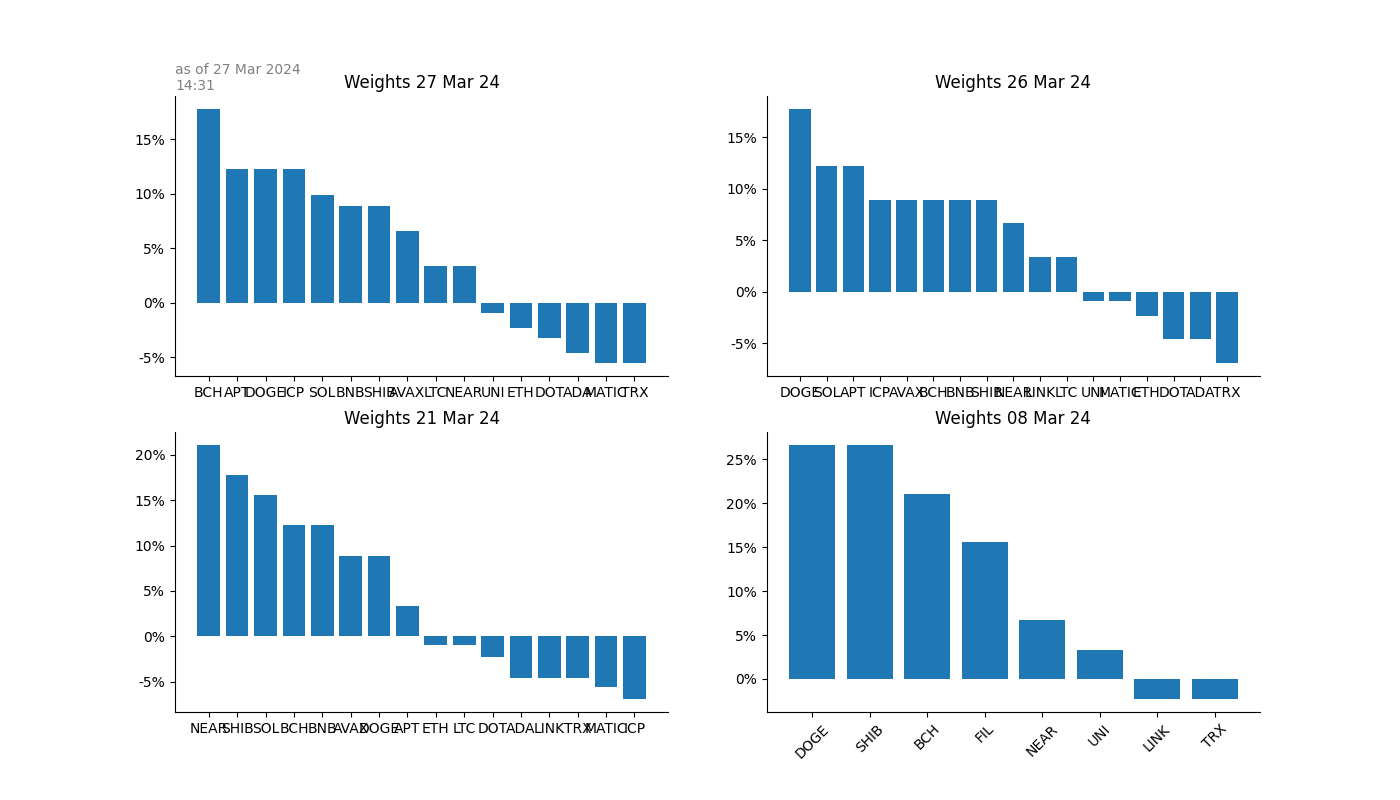 as of 27 Mar 2024
14:31
Weights 27 Mar 24
15%
10%
5%
0%
-5%
BCH APT DOGE ICP SOL BNB SHIB AVAX LTC NEAR UNI ETH DOT ADA MATIC TRX
Weights 26 Mar 24
15%
10%
5%
0%
-5%
DOGE SOL APT ICP AVAX BCH BNB SHIB NEAR LINK LTC UNI MATIC ETH DOT ADA TRX
Weights 21 Mar 24
20%
15%
10%
5%
0%
-5%
NEAR SHIB SOL BCH BNB AVAX DOGE APT ETH LTC DOT ADA LINK TRX MATIC ICP
Weights 08 Mar 24
25%
20%
15%
10%
5%
0%
DOGE SHIB BCH FIL NEAR UNI LINK TRX